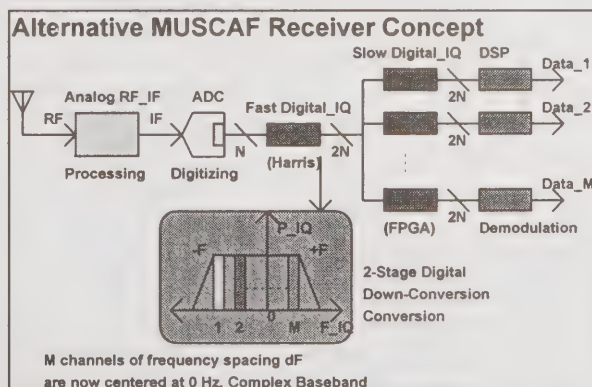 Alternative MUSCAF Receiver Concept
Slow Digital_IQ DSP
Data_1
Analog RF_IF ADC
Fast Digital_IQ
2N
RF IF
Data_2
N
2N
2N
Processing Digitizing
(Harris)
Data_M
2N
(FPGA) Demodulation
P_IQ
-F +F
2-Stage Digital
Down-Conversion
Conversion
0
1 2 M F_IQ
M channels of frequency spacing dF
are now centered at 0 Hz, Complex Baseband